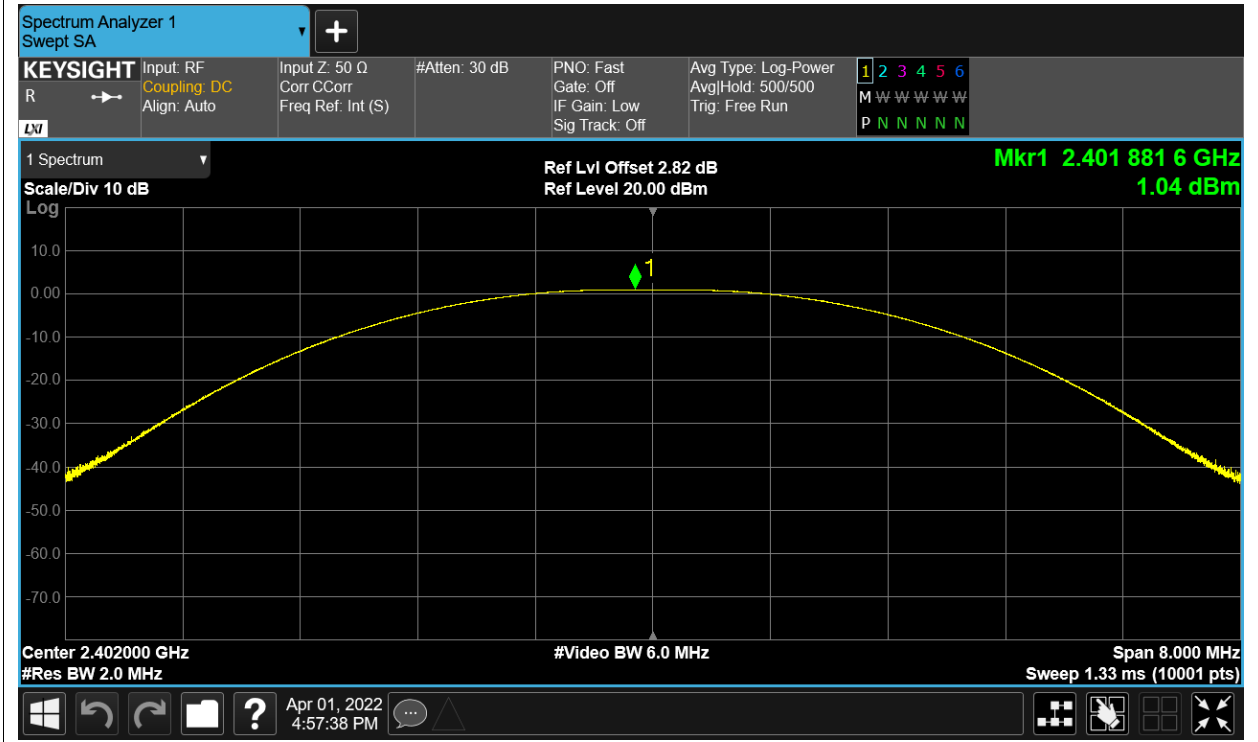 Spectrum Analyzer 1
Swept SA
+
KEYSIGHT
R
LXI
Input: RF
Coupling: DC
Align: Auto
Input Z: 50 Ω
Corr CCorr
Freq Ref: Int (S)
#Atten: 30 dB
PNO: Fast
Gate: Off
IF Gain: Low
Sig Track: Off
Avg Type: Log-Power
Avg|Hold: 500/500
Trig: Free Run
1 2 3 4 5 6
M W W W W W
P N N N N N
1 Spectrum
Scale/Div 10 dB
Log
Ref Lvl Offset 2.82 dB
Ref Level 20.00 dBm
Mkr1 2.401 881 6 GHz
1.04 dBm
10.0
0.00
-10.0
-20.0
-30.0
-40.0
-50.0
-60.0
-70.0
1
Center 2.402000 GHz
#Res BW 2.0 MHz
#Video BW 6.0 MHz
Span 8.000 MHz
Sweep 1.33 ms (10001 pts)
?
Apr 01, 2022
4:57:38 PM